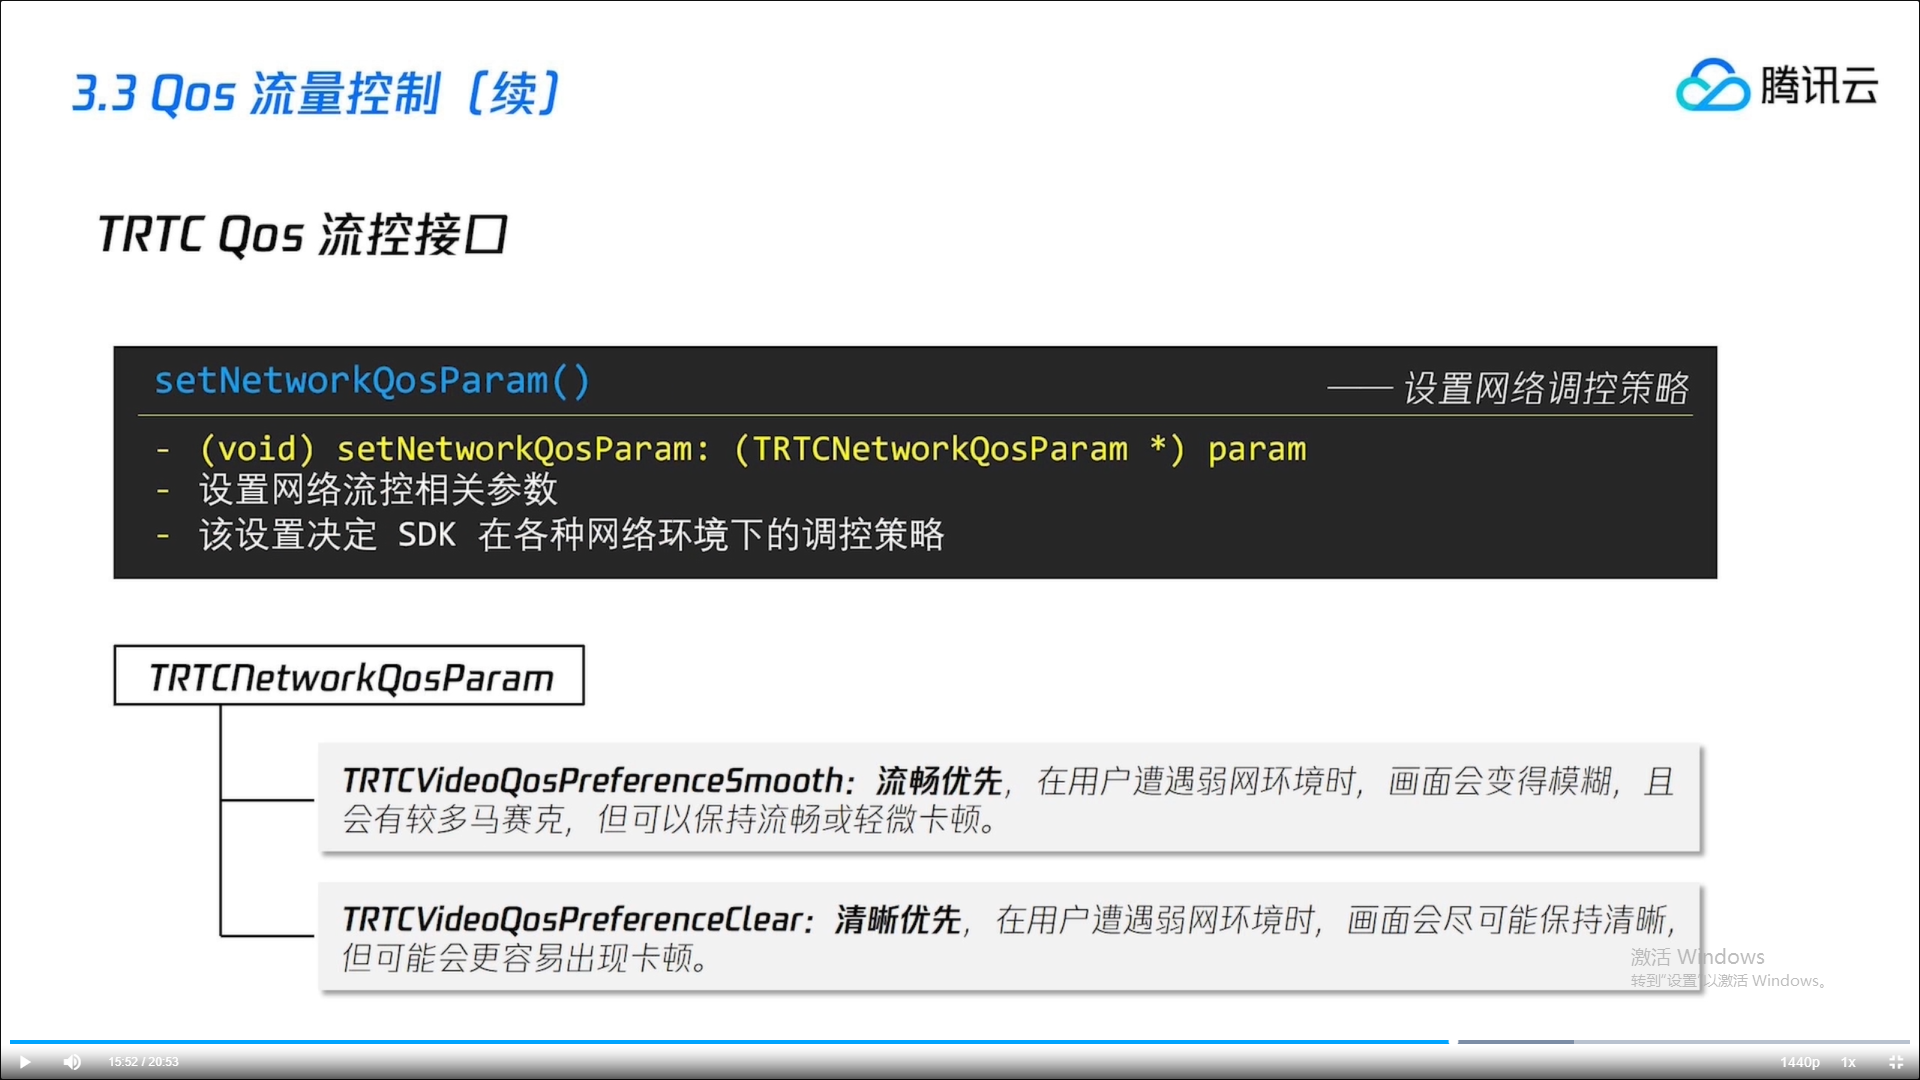 3.3 Qos 流量控制（续）
腾讯云
TRTC Qos 流控接口
setNetworkQosParam()
—— 设置网络调控策略
- (void) setNetworkQosParam: (TRTCNetworkQosParam *) param
- 设置网络流控相关参数
- 该设置决定 SDK 在各种网络环境下的调控策略
TRTCNetworkQosParam
TRTCVideoQosPreferenceSmooth：流畅优先，在用户遭遇弱网环境时，画面会变得模糊，且
会有较多马赛克，但可以保持流畅或轻微卡顿。
TRTCVideoQosPreferenceClear：清晰优先，在用户遭遇弱网环境时，画面会尽可能保持清晰，
但可能会更容易出现卡顿。
激活 Windows
转到“设置”以激活 Windows。
15:52 / 20:53
1440p
1x